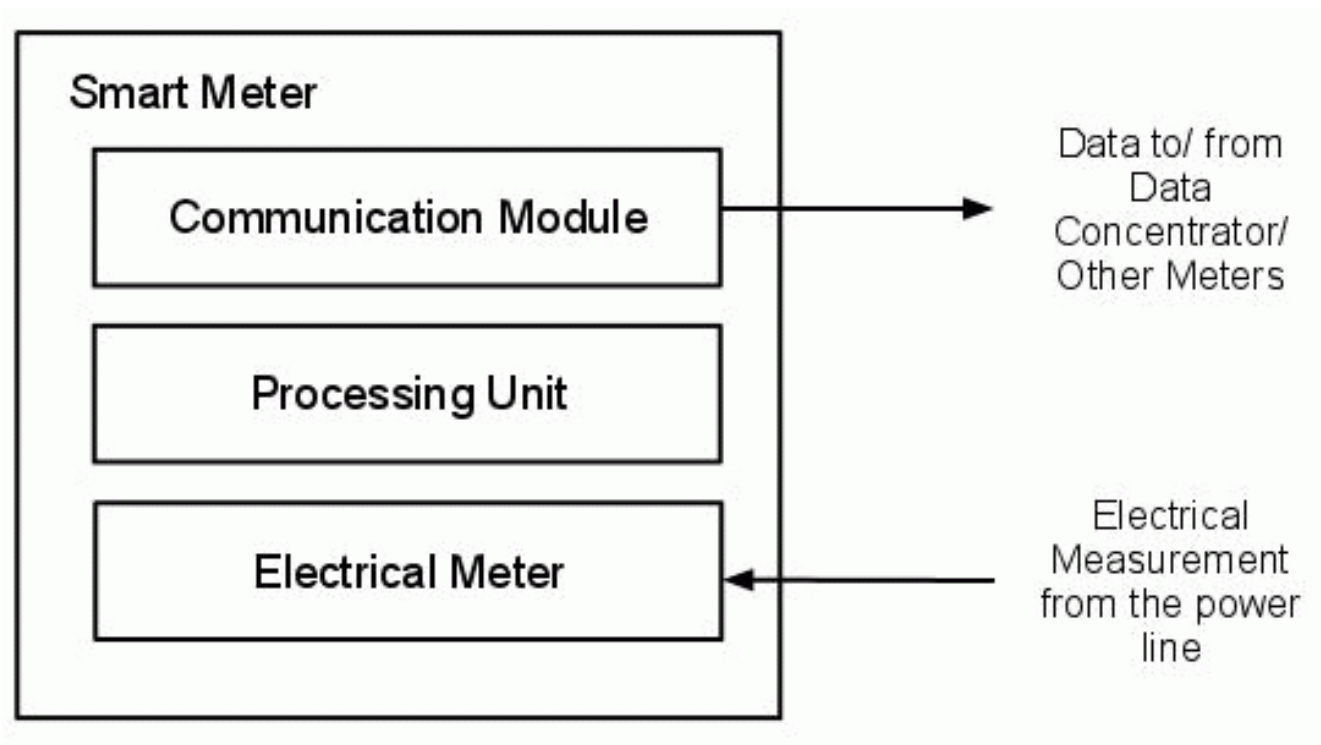 Smart Meter
Communication Module
Data to/ from
Data
Concentrator/
Other Meters
Processing Unit
Electrical Meter
Electrical
Measurement
from the power
line